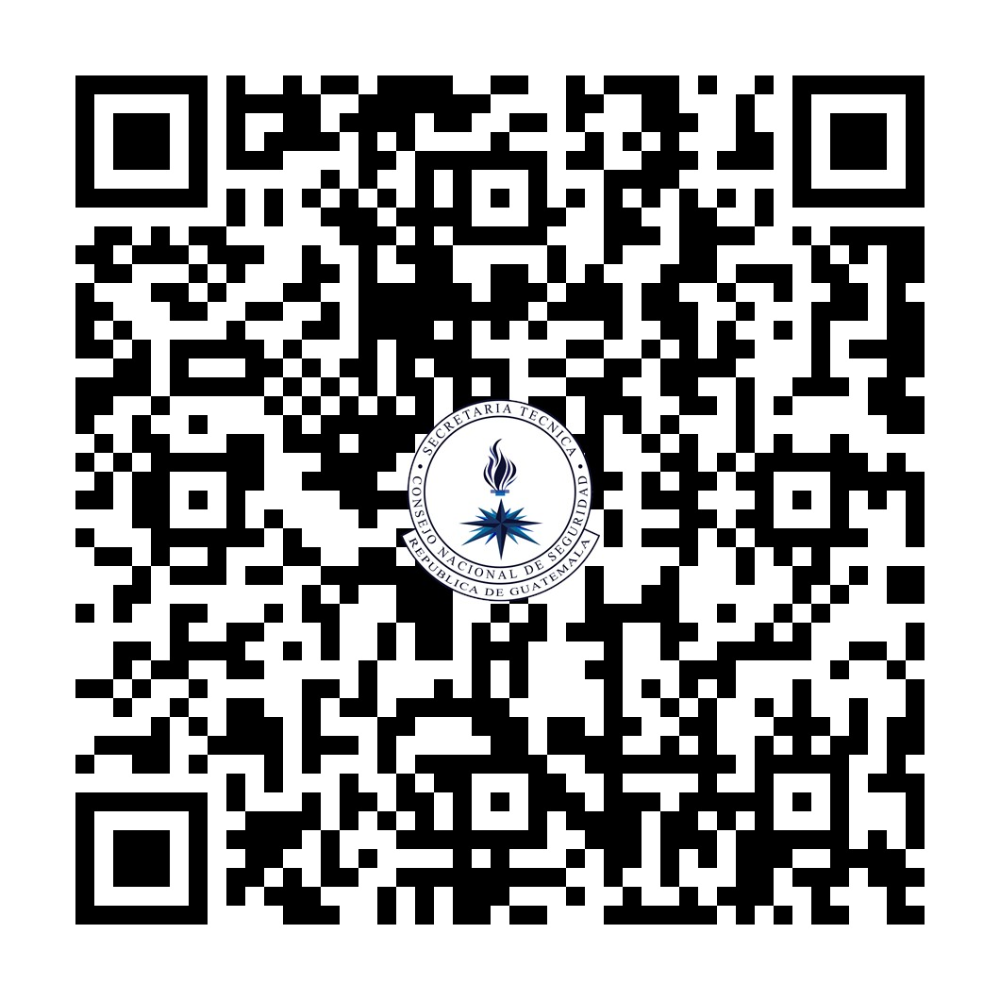 SECRETARIA TECNICA
• CONSEJO NACIONAL DE SEGURIDAD •
REPUBLICA DE GUATEMALA